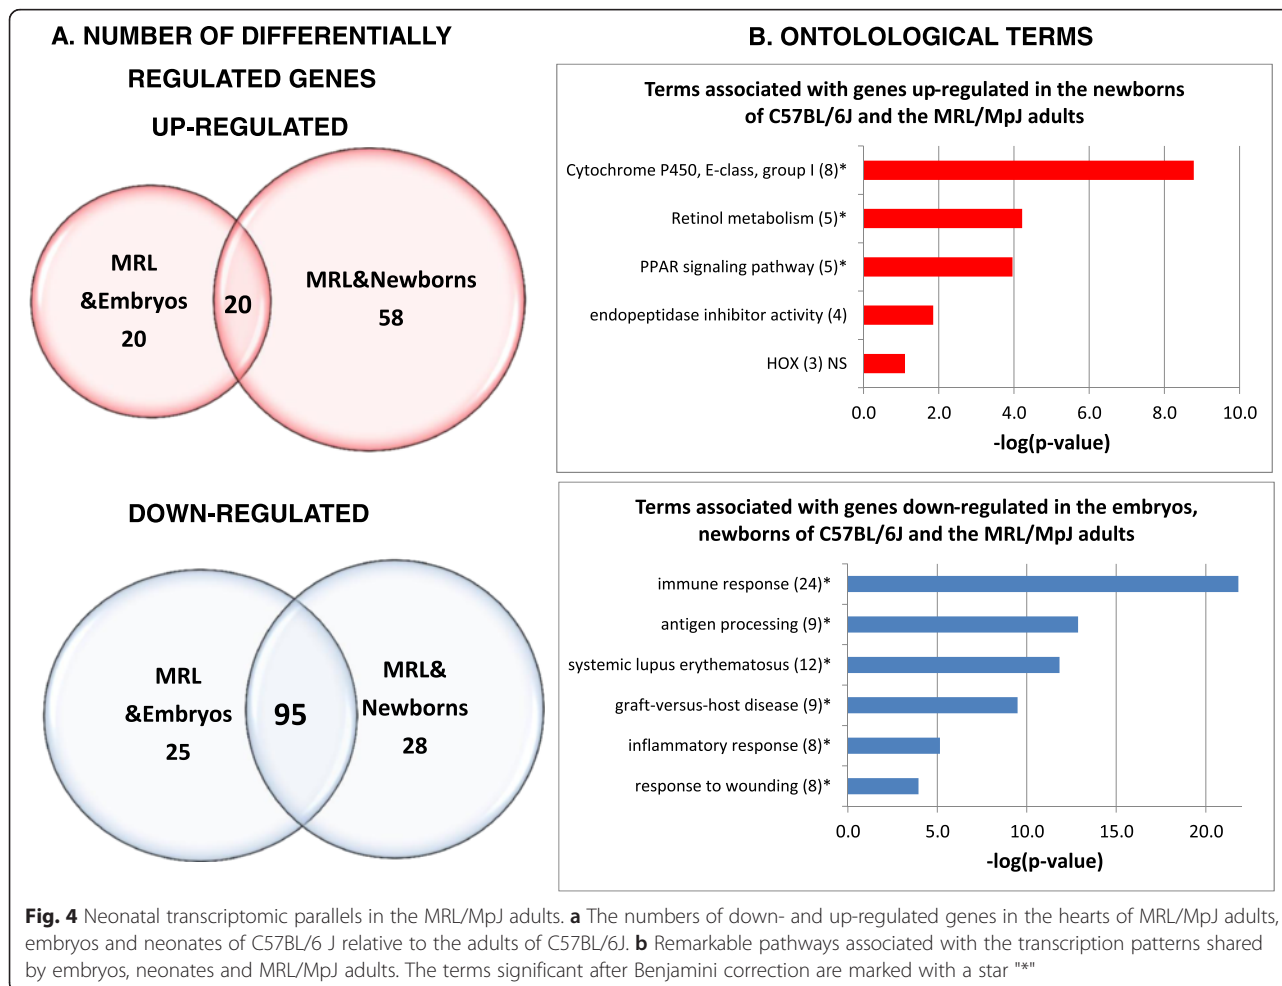 A. NUMBER OF DIFFERENTIALLY
REGULATED GENES
UP-REGULATED
MRL
&Embryos
20
20
MRL&Newborns
58
DOWN-REGULATED
MRL
&Embryos
25
95
MRL&
Newborns
28
B. ONTOLOLOGICAL TERMS
Terms associated with genes up-regulated in the newborns
of C57BL/6J and the MRL/MpJ adults
Cytochrome P450, E-class, group I (8)*
Retinol metabolism (5)*
PPAR signaling pathway (5)*
endopeptidase inhibitor activity (4)
HOX (3) NS
0.0 2.0 4.0 6.0 8.0 10.0
-log(p-value)
Terms associated with genes down-regulated in the embryos,
newborns of C57BL/6J and the MRL/MpJ adults
immune response (24)*
antigen processing (9)*
systemic lupus erythematosus (12)*
graft-versus-host disease (9)*
inflammatory response (8)*
response to wounding (8)*
0.0 5.0 10.0 15.0 20.0
-log(p-value)
Fig. 4 Neonatal transcriptomic parallels in the MRL/MpJ adults. a The numbers of down- and up-regulated genes in the hearts of MRL/MpJ adults,
embryos and neonates of C57BL/6 J relative to the adults of C57BL/6J. b Remarkable pathways associated with the transcription patterns shared
by embryos, neonates and MRL/MpJ adults. The terms significant after Benjamini correction are marked with a star "*"